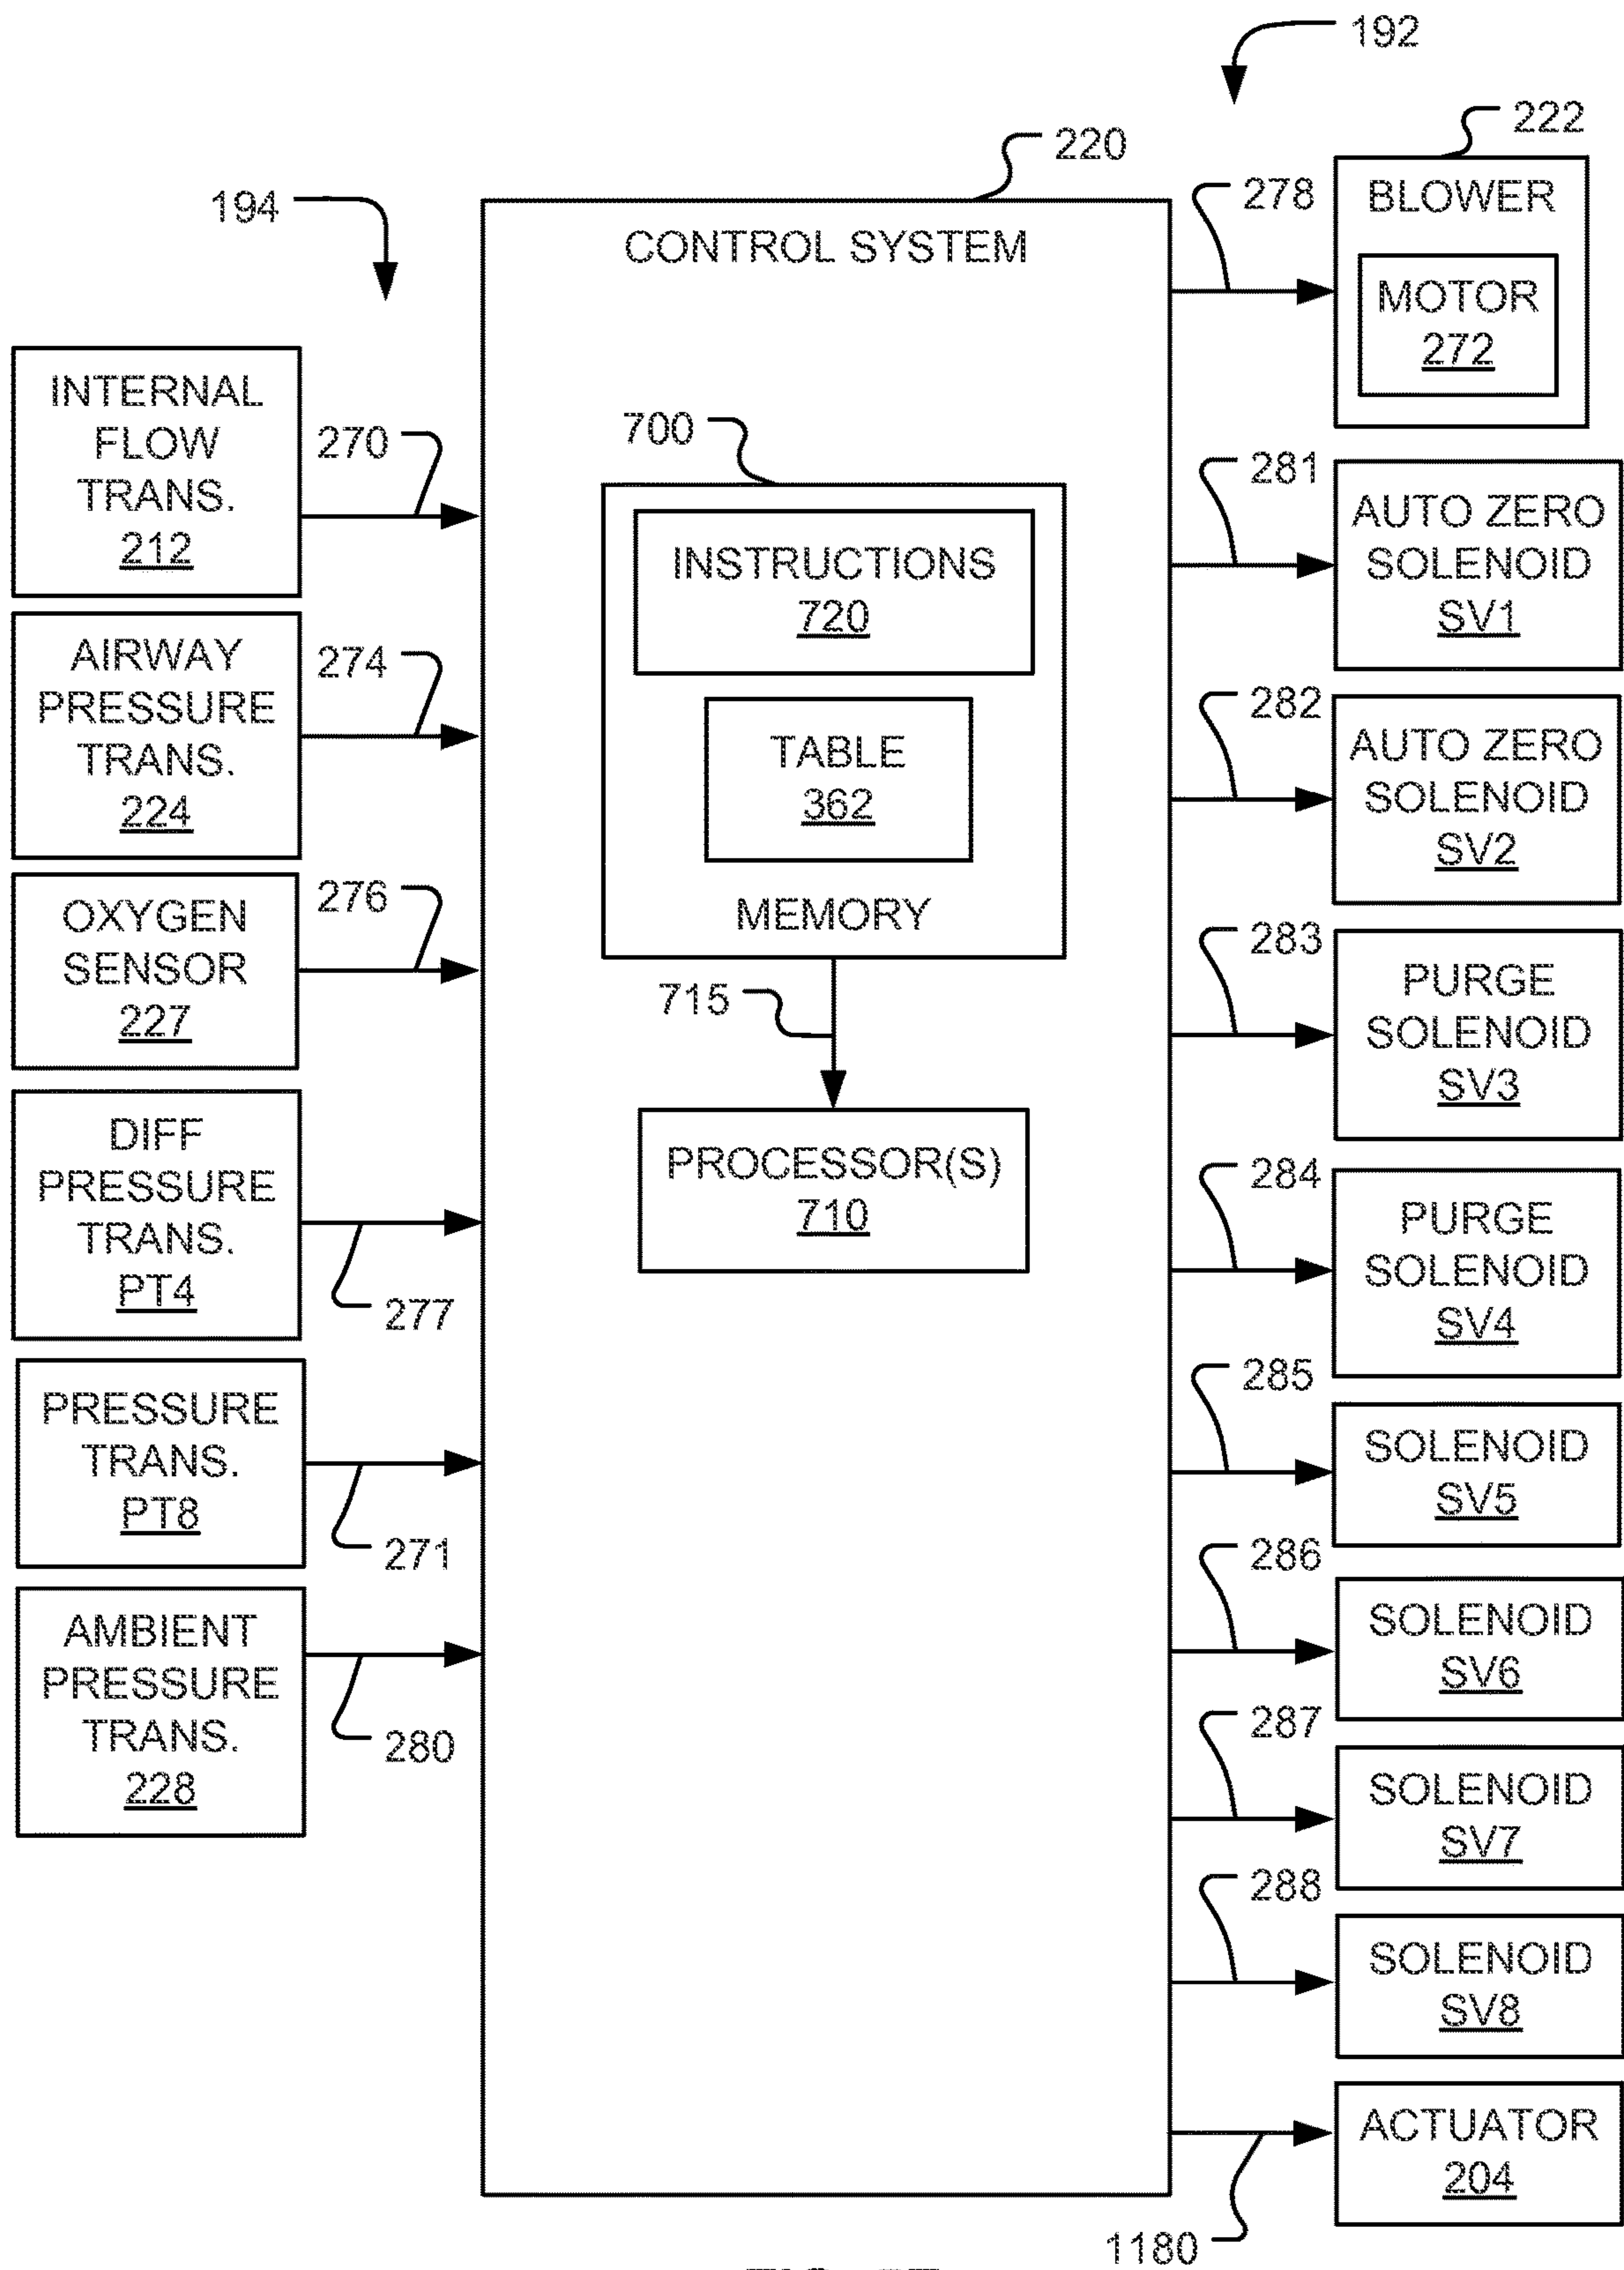 192
222
220
278
BLOWER
194
CONTROL SYSTEM
MOTOR
272
INTERNAL
FLOW
TRANS.
212
270
700
281
AUTO ZERO
SOLENOID
SV1
INSTRUCTIONS
720
AIRWAY
PRESSURE
TRANS.
224
274
282
AUTO ZERO
SOLENOID
SV2
TABLE
362
MEMORY
OXYGEN
SENSOR
227
276
283
PURGE
SOLENOID
SV3
715
DIFF
PRESSURE
TRANS.
PT4
277
PROCESSOR(S)
710
284
PURGE
SOLENOID
SV4
PRESSURE
TRANS.
PT8
271
285
SOLENOID
SV5
286
SOLENOID
SV6
AMBIENT
PRESSURE
TRANS.
228
280
287
SOLENOID
SV7
288
SOLENOID
SV8
ACTUATOR
204
1180